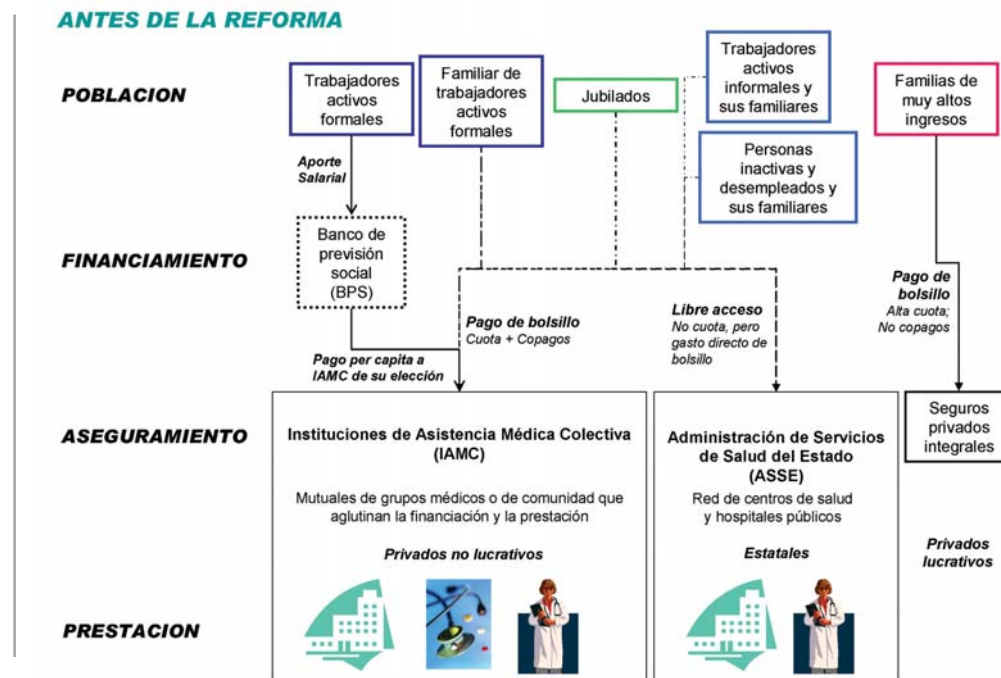 ANTES DE LA REFORMA
POBLACION
Trabajadores
activos
formales
Familiar de
trabajadores
activos
formales
Jubilados
Trabajadores
activos
informales y
sus familiares
Personas
inactivas y
desempleados y
sus familiares
Familias de
muy altos
ingresos
Aporte
Salarial
FINANCIAMIENTO
Banco de
previsión
social
(BPS)
Pago per capita a
IAMC de su elección
Pago de bolsillo
Cuota + Copagos
Libre acceso
No cuota, pero
gasto directo de
bolsillo
Pago de
bolsillo
Alta cuota;
No copagos
ASEGURAMIENTO
Instituciones de Asistencia Médica Colectiva
(IAMC)
Mutuales de grupos médicos o de comunidad que
aglutinan la financiación y la prestación
Privados no lucrativos
Administración de Servicios
de Salud del Estado
(ASSE)
Red de centros de salud
y hospitales públicos
Estatales
Seguros
privados
integrales
Privados
lucrativos
PRESTACION